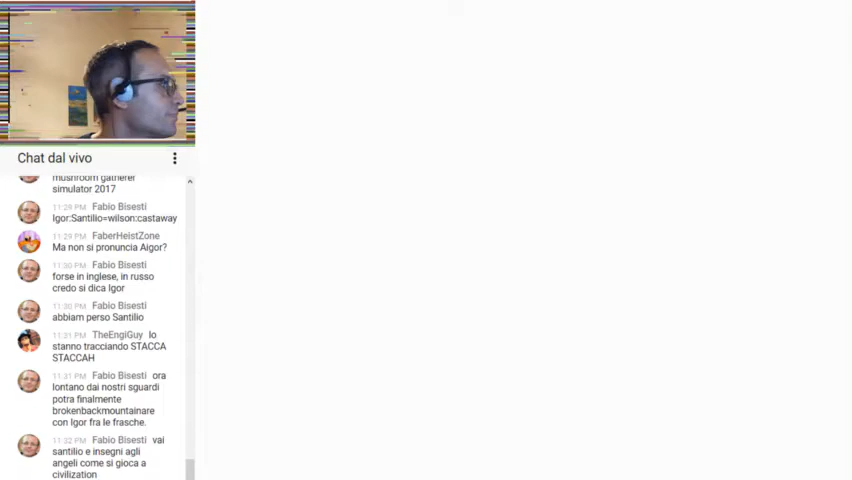 Chat dal vivo
mushroom gatherer
simulator 2017
11:29 PM Fabio Bisesti
Igor:Santilio=wilson:castaway
11:29 PM FaberHeistZone
Ma non si pronuncia Aigor?
11:30 PM Fabio Bisesti
forse in inglese, in russo
credo si dica Igor
11:30 PM Fabio Bisesti
abbiam perso Santilio
11:31 PM TheEngiGuy lo
stanno tracciando STACCA
STACCAH
11:31 PM Fabio Bisesti ora
lontano dai nostri sguardi
potra finalmente
brokenbackmountainare
con Igor fra le frasche.
11:32 PM Fabio Bisesti vai
santilio e insegni agli
angeli come si gioca a
civilization